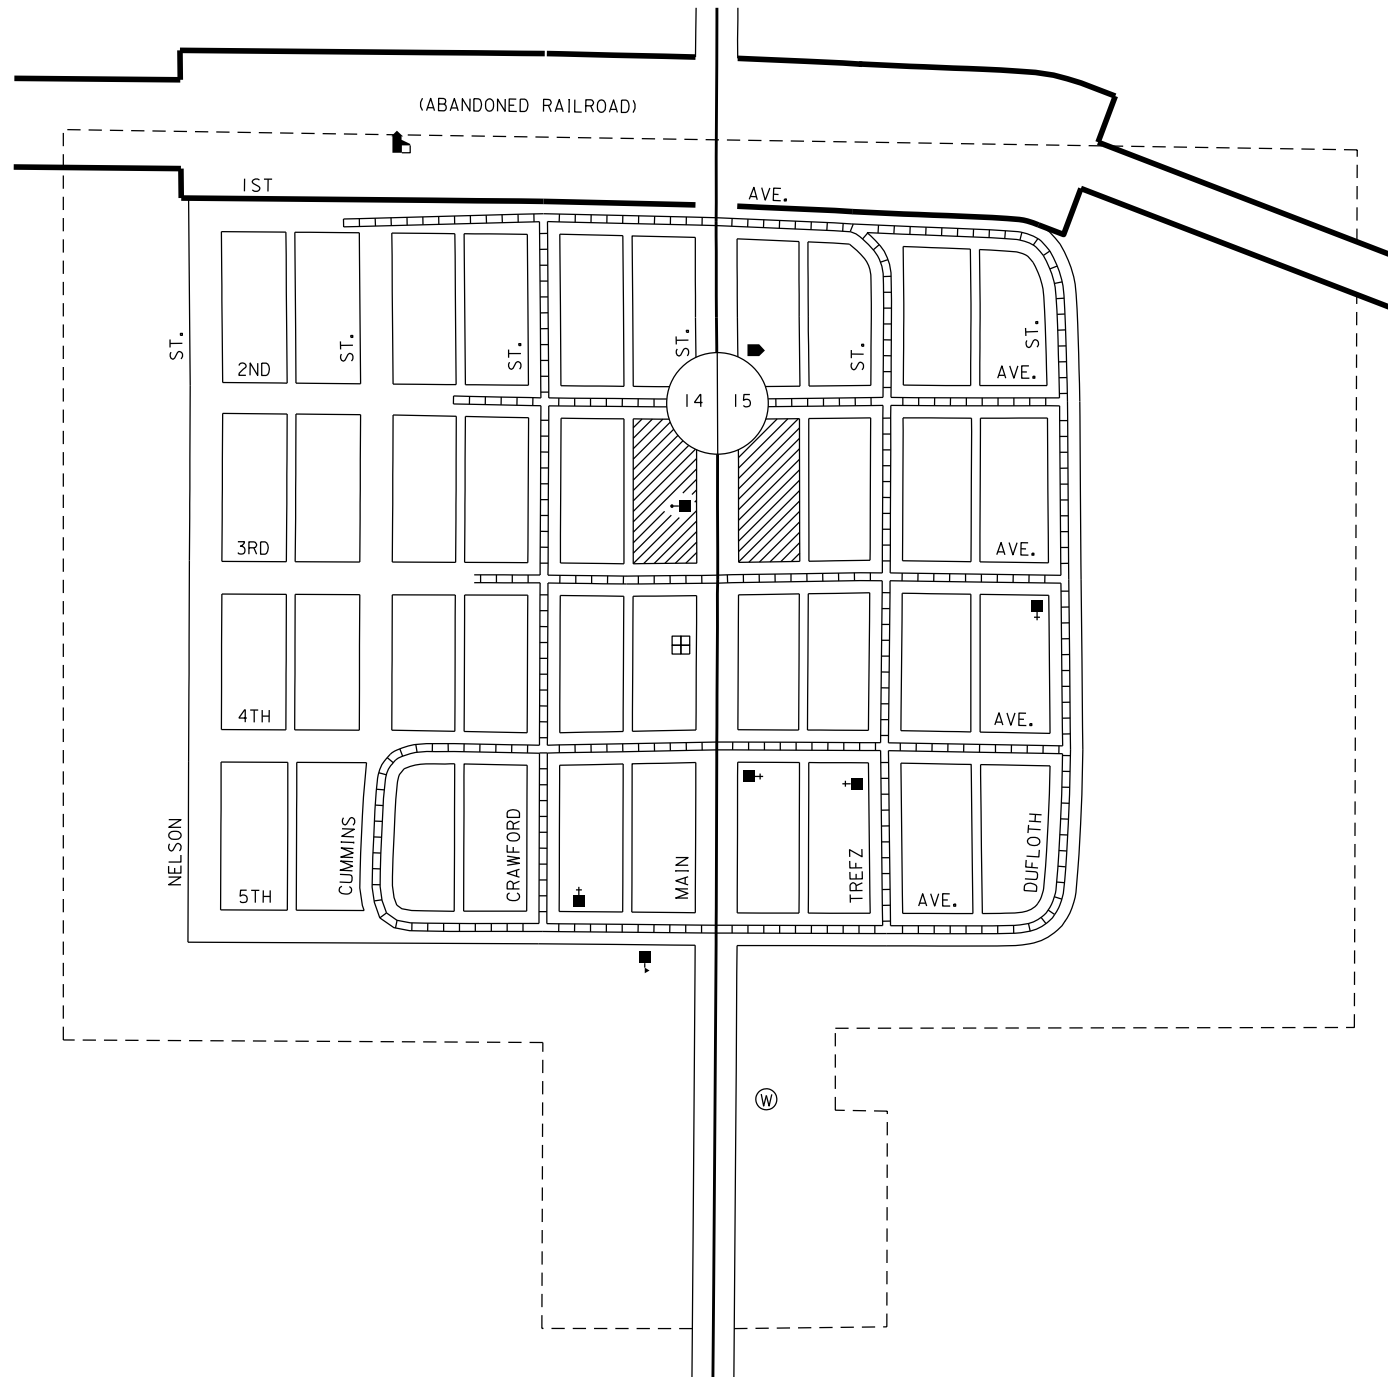 (ABANDONED RAILROAD)
1ST AVE.
ST. ST. ST. ST. ST. ST.
2ND AVE.
14 15
3RD AVE.
4TH AVE.
NELSON CUMMINS CRAWFORD MAIN TREFZ DUFLOTH
5TH AVE.
W